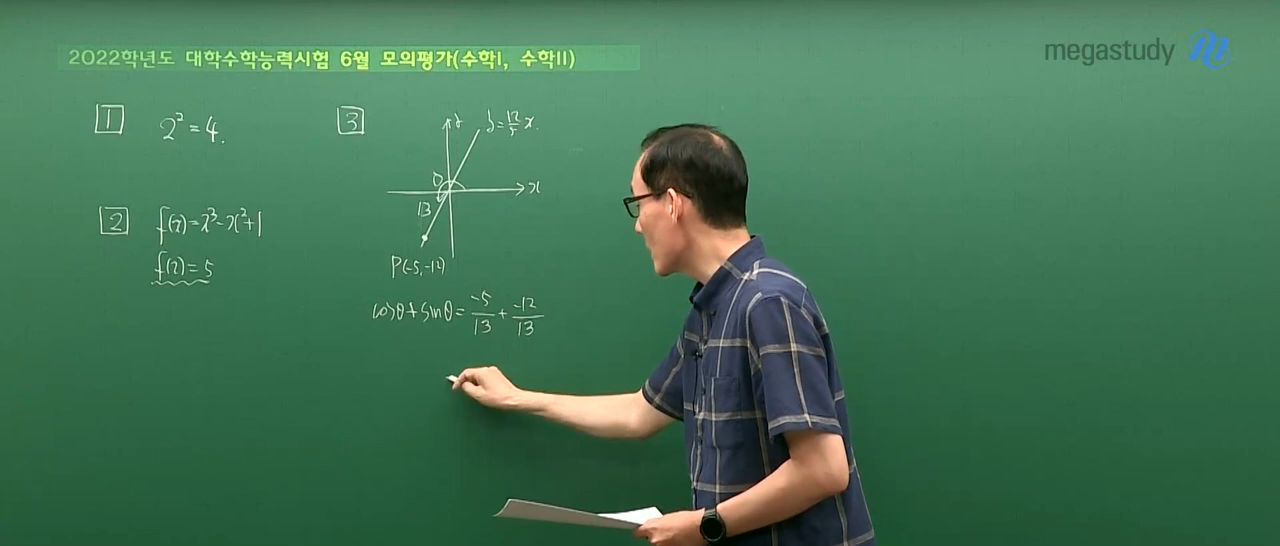 2022학년도 대학수학능력시험 6월 모의평가(수학I, 수학II)
megastudy
1
2² = 4.
2
f(x) = x³ - x² + 1
f(2) = 5
3
y
y = 12/5 x.
O
x
13
P(-5, -12)
cosθ + sinθ = -5/13 + -12/13